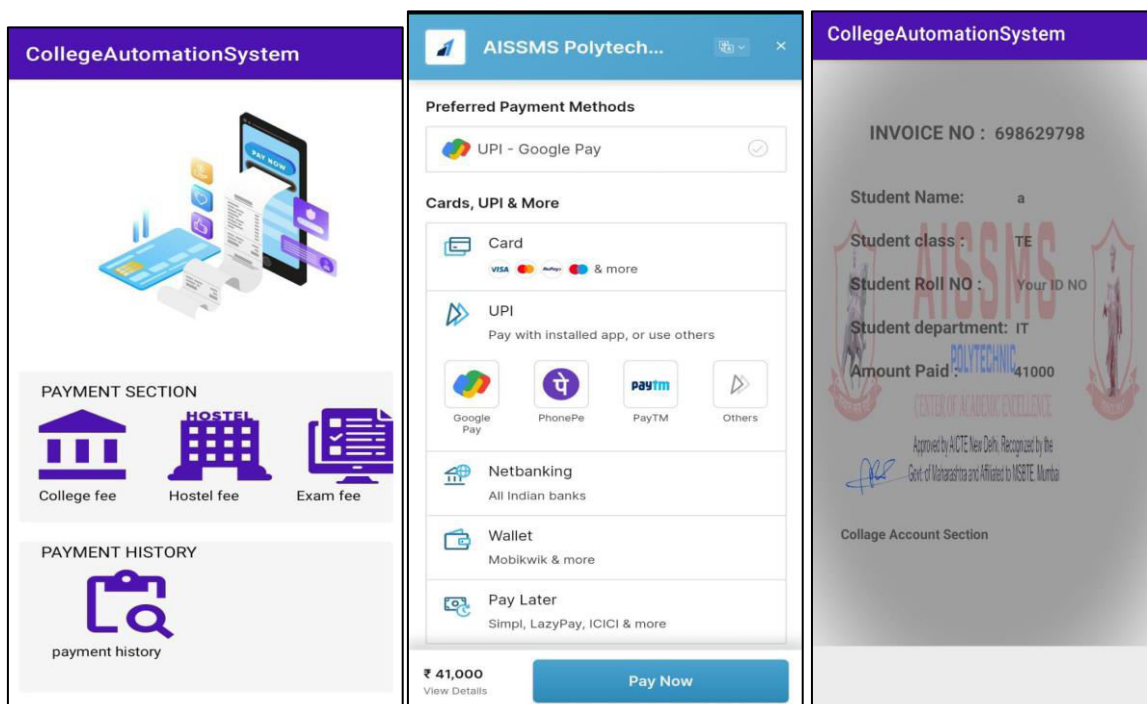 CollegeAutomationSystem
PAY NOW
PAYMENT SECTION
HOSTEL
College fee
Hostel fee
Exam fee
PAYMENT HISTORY
payment history
AISSMS Polytech...
×
Preferred Payment Methods
UPI - Google Pay
Cards, UPI & More
Card
VISA RuPay & more
UPI
Pay with installed app, or use others
पे
paytm
Google Pay
PhonePe
PayTM
Others
Netbanking
All Indian banks
Wallet
Mobikwik & more
Pay Later
Simpl, LazyPay, ICICI & more
₹ 41,000
View Details
Pay Now
CollegeAutomationSystem
INVOICE NO : 698629798
Student Name: a
Student class : TE
AISSMS
Student Roll NO : Your ID NO
Student department: IT
POLYTECHNIC
Amount Paid : 41000
CENTER OF ACADEMIC EXCELLENCE
Approved by AICTE New Delhi, Recognized by the
Govt. of Maharashtra and Affiliated to MSBTE, Mumbai
Collage Account Section